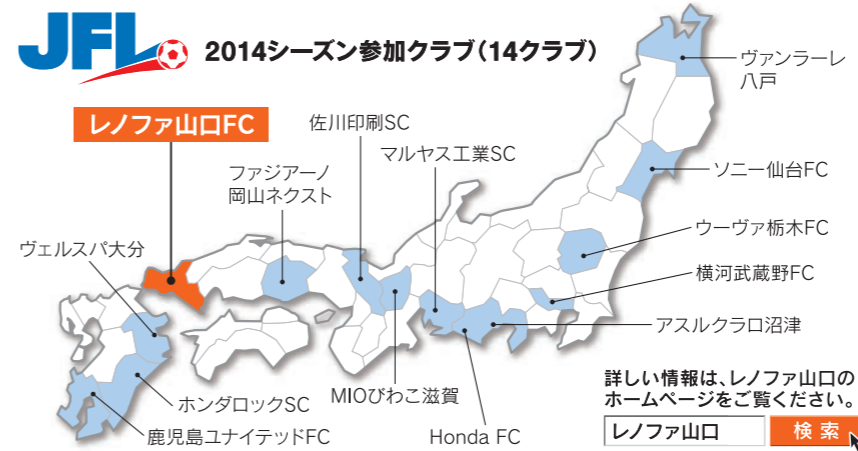 JFL 2014シーズン参加クラブ(14クラブ)
レノファ山口FC
佐川印刷SC
マルヤス工業SC
ファジアーノ
岡山ネクスト
ヴェルスパ大分
ヴァンラーレ
八戸
ソニー仙台FC
ウーヴァ栃木FC
横河武蔵野FC
アスルクラロ沼津
ホンダロックSC
鹿児島ユナイテッドFC
MIOびわこ滋賀
Honda FC
詳しい情報は、レノファ山口の
ホームページをご覧ください。
レノファ山口 検索